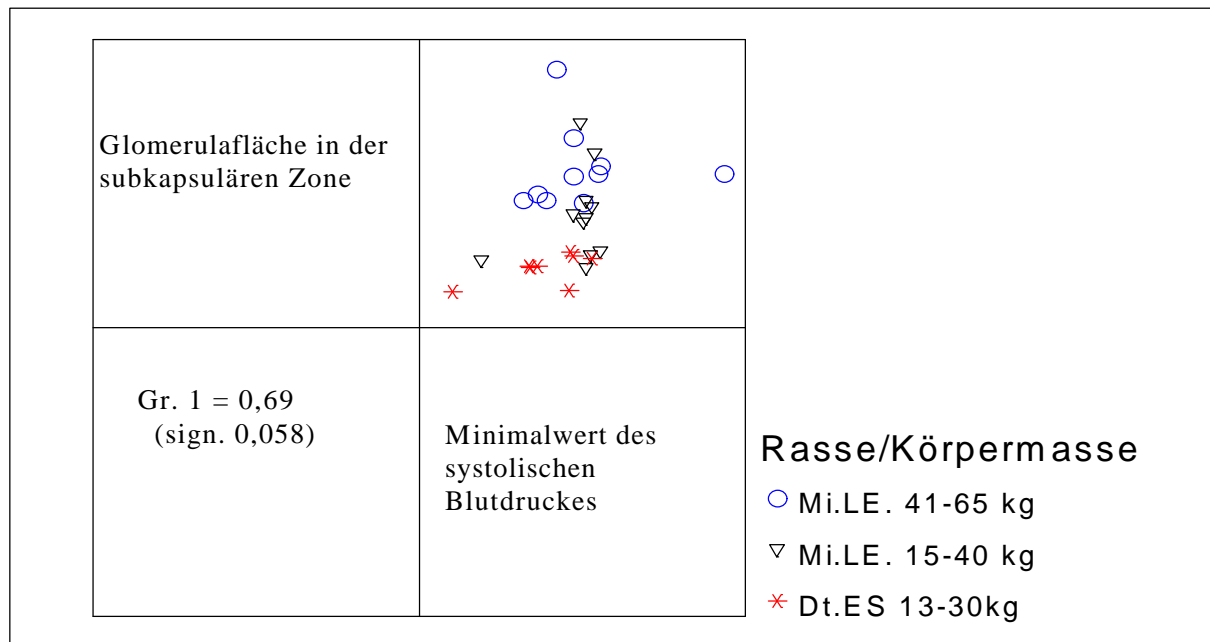 Glomerulafläche in der
subkapsulären Zone
Gr. 1 = 0,69
(sign. 0,058)
Minimalwert des
systolischen
Blutdruckes
Rasse/Körpermasse
Mi.LE. 41-65 kg
Mi.LE. 15-40 kg
Dt.ES 13-30kg